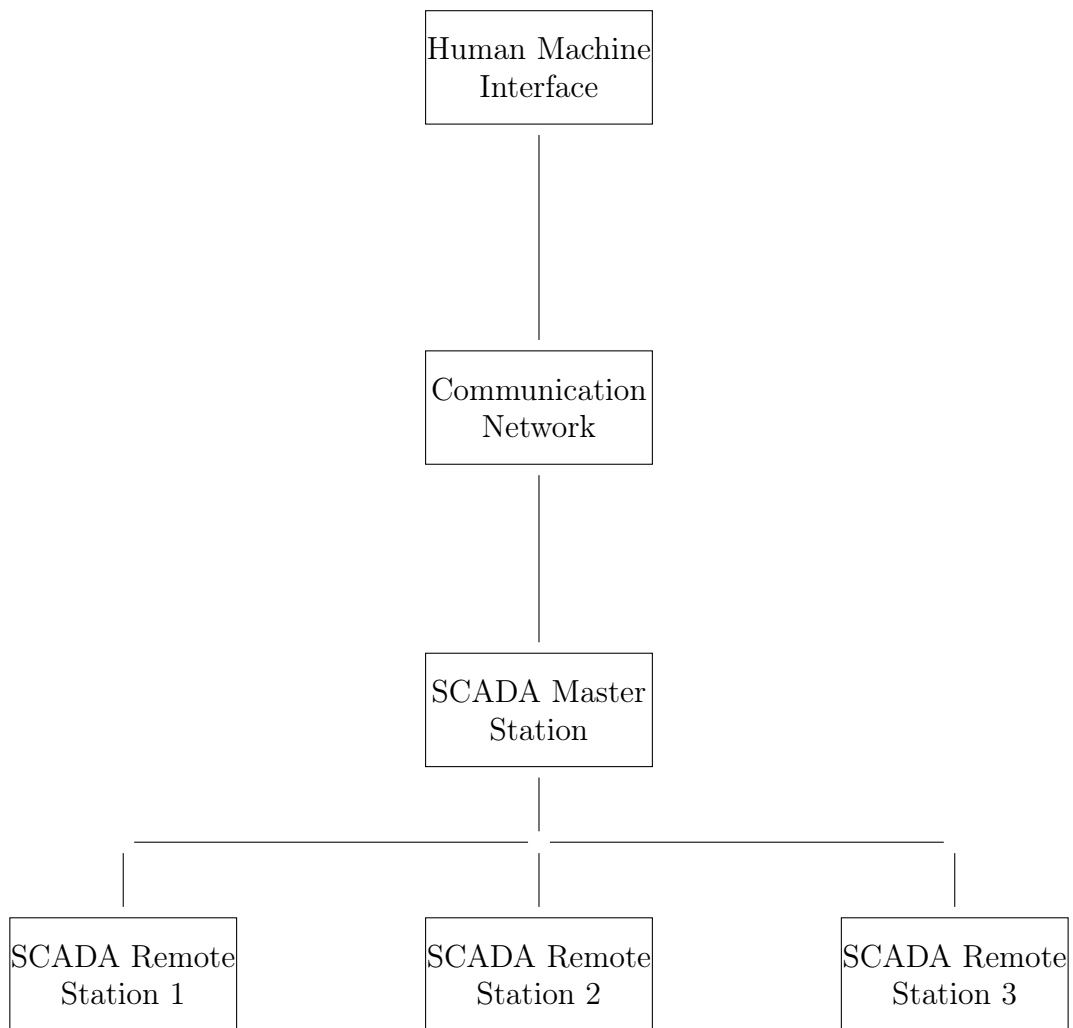 Human Machine
Interface
Communication
Network
SCADA Master
Station
SCADA Remote
Station 1
SCADA Remote
Station 2
SCADA Remote
Station 3